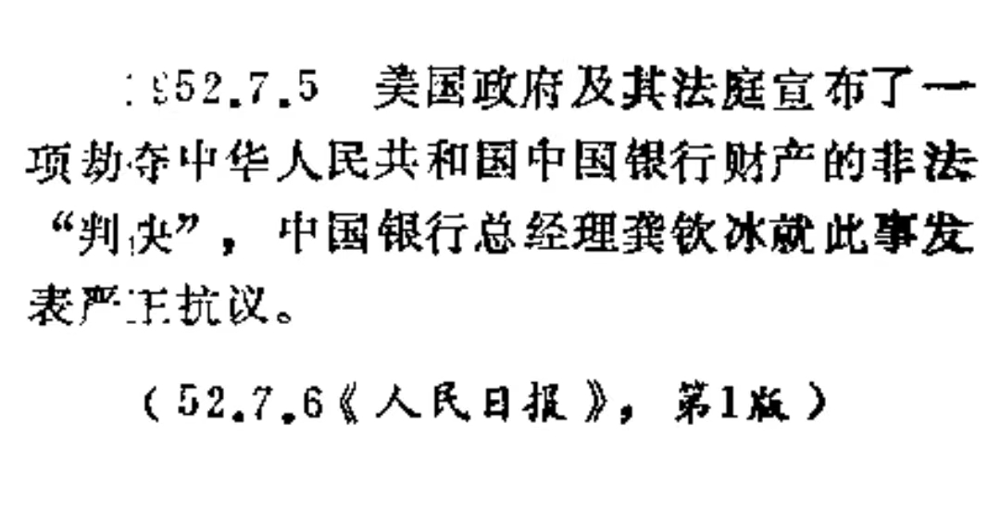 1952.7.5 美国政府及其法庭宣布了一
项劫夺中华人民共和国中国银行财产的非法
“判决”，中国银行总经理龚钦冰就此事发
表严正抗议。
（52.7.6《人民日报》，第1版）